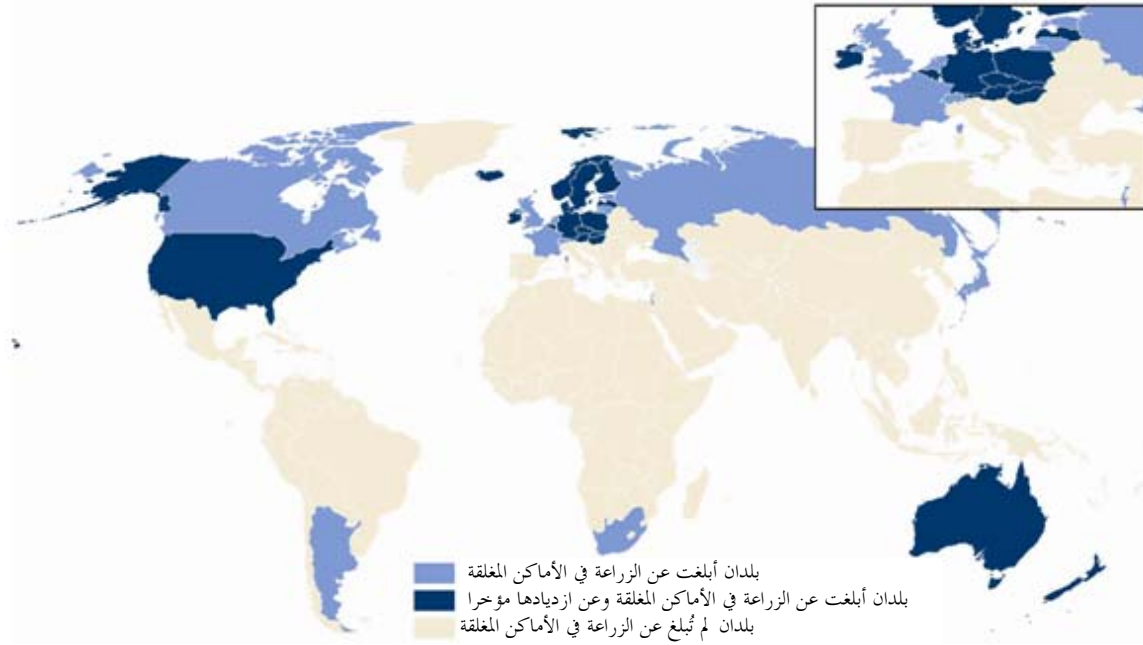 بلدان أبلغت عن الزراعة في الأماكن المغلقة
بلدان أبلغت عن الزراعة في الأماكن المغلقة وعن ازديادها مؤخرا
بلدان لم تُبلغ عن الزراعة في الأماكن المغلقة